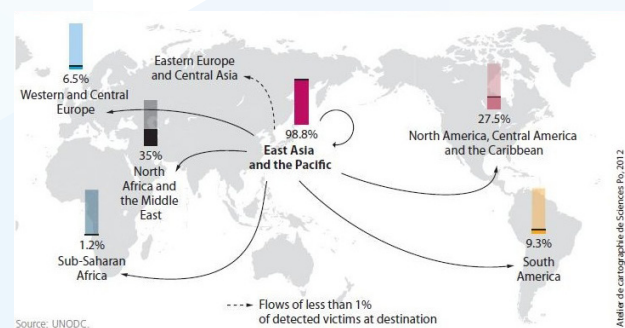 Eastern Europe
and Central Asia
6.5%
Western and Central
Europe
98.8%
East Asia
and the Pacific
27.5%
North America, Central America
and the Caribbean
35%
North
Africa and
the Middle
East
1.2%
Sub-Saharan
Africa
9.3%
South
America
Flows of less than 1%
of detected victims at destination
Source: UNODC.
Atelier de cartographie de Sciences Po, 2012